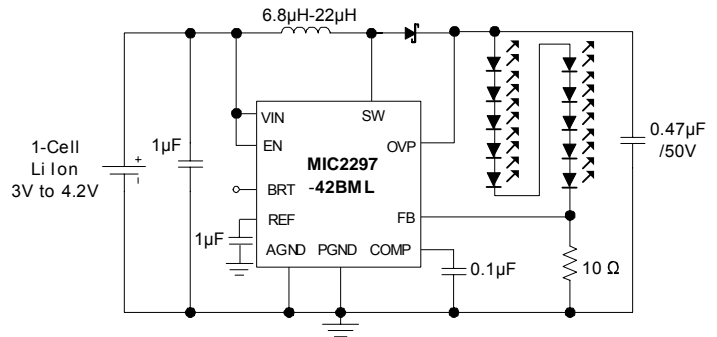 6.8µH-22µH
VIN
SW
1-Cell
Li Ion
3V to 4.2V
1µF
EN
OVP
MIC2297
-42BML
0.47µF
/50V
BRT
REF
FB
1µF
AGND
PGND
COMP
0.1µF
10 Ω
+
-